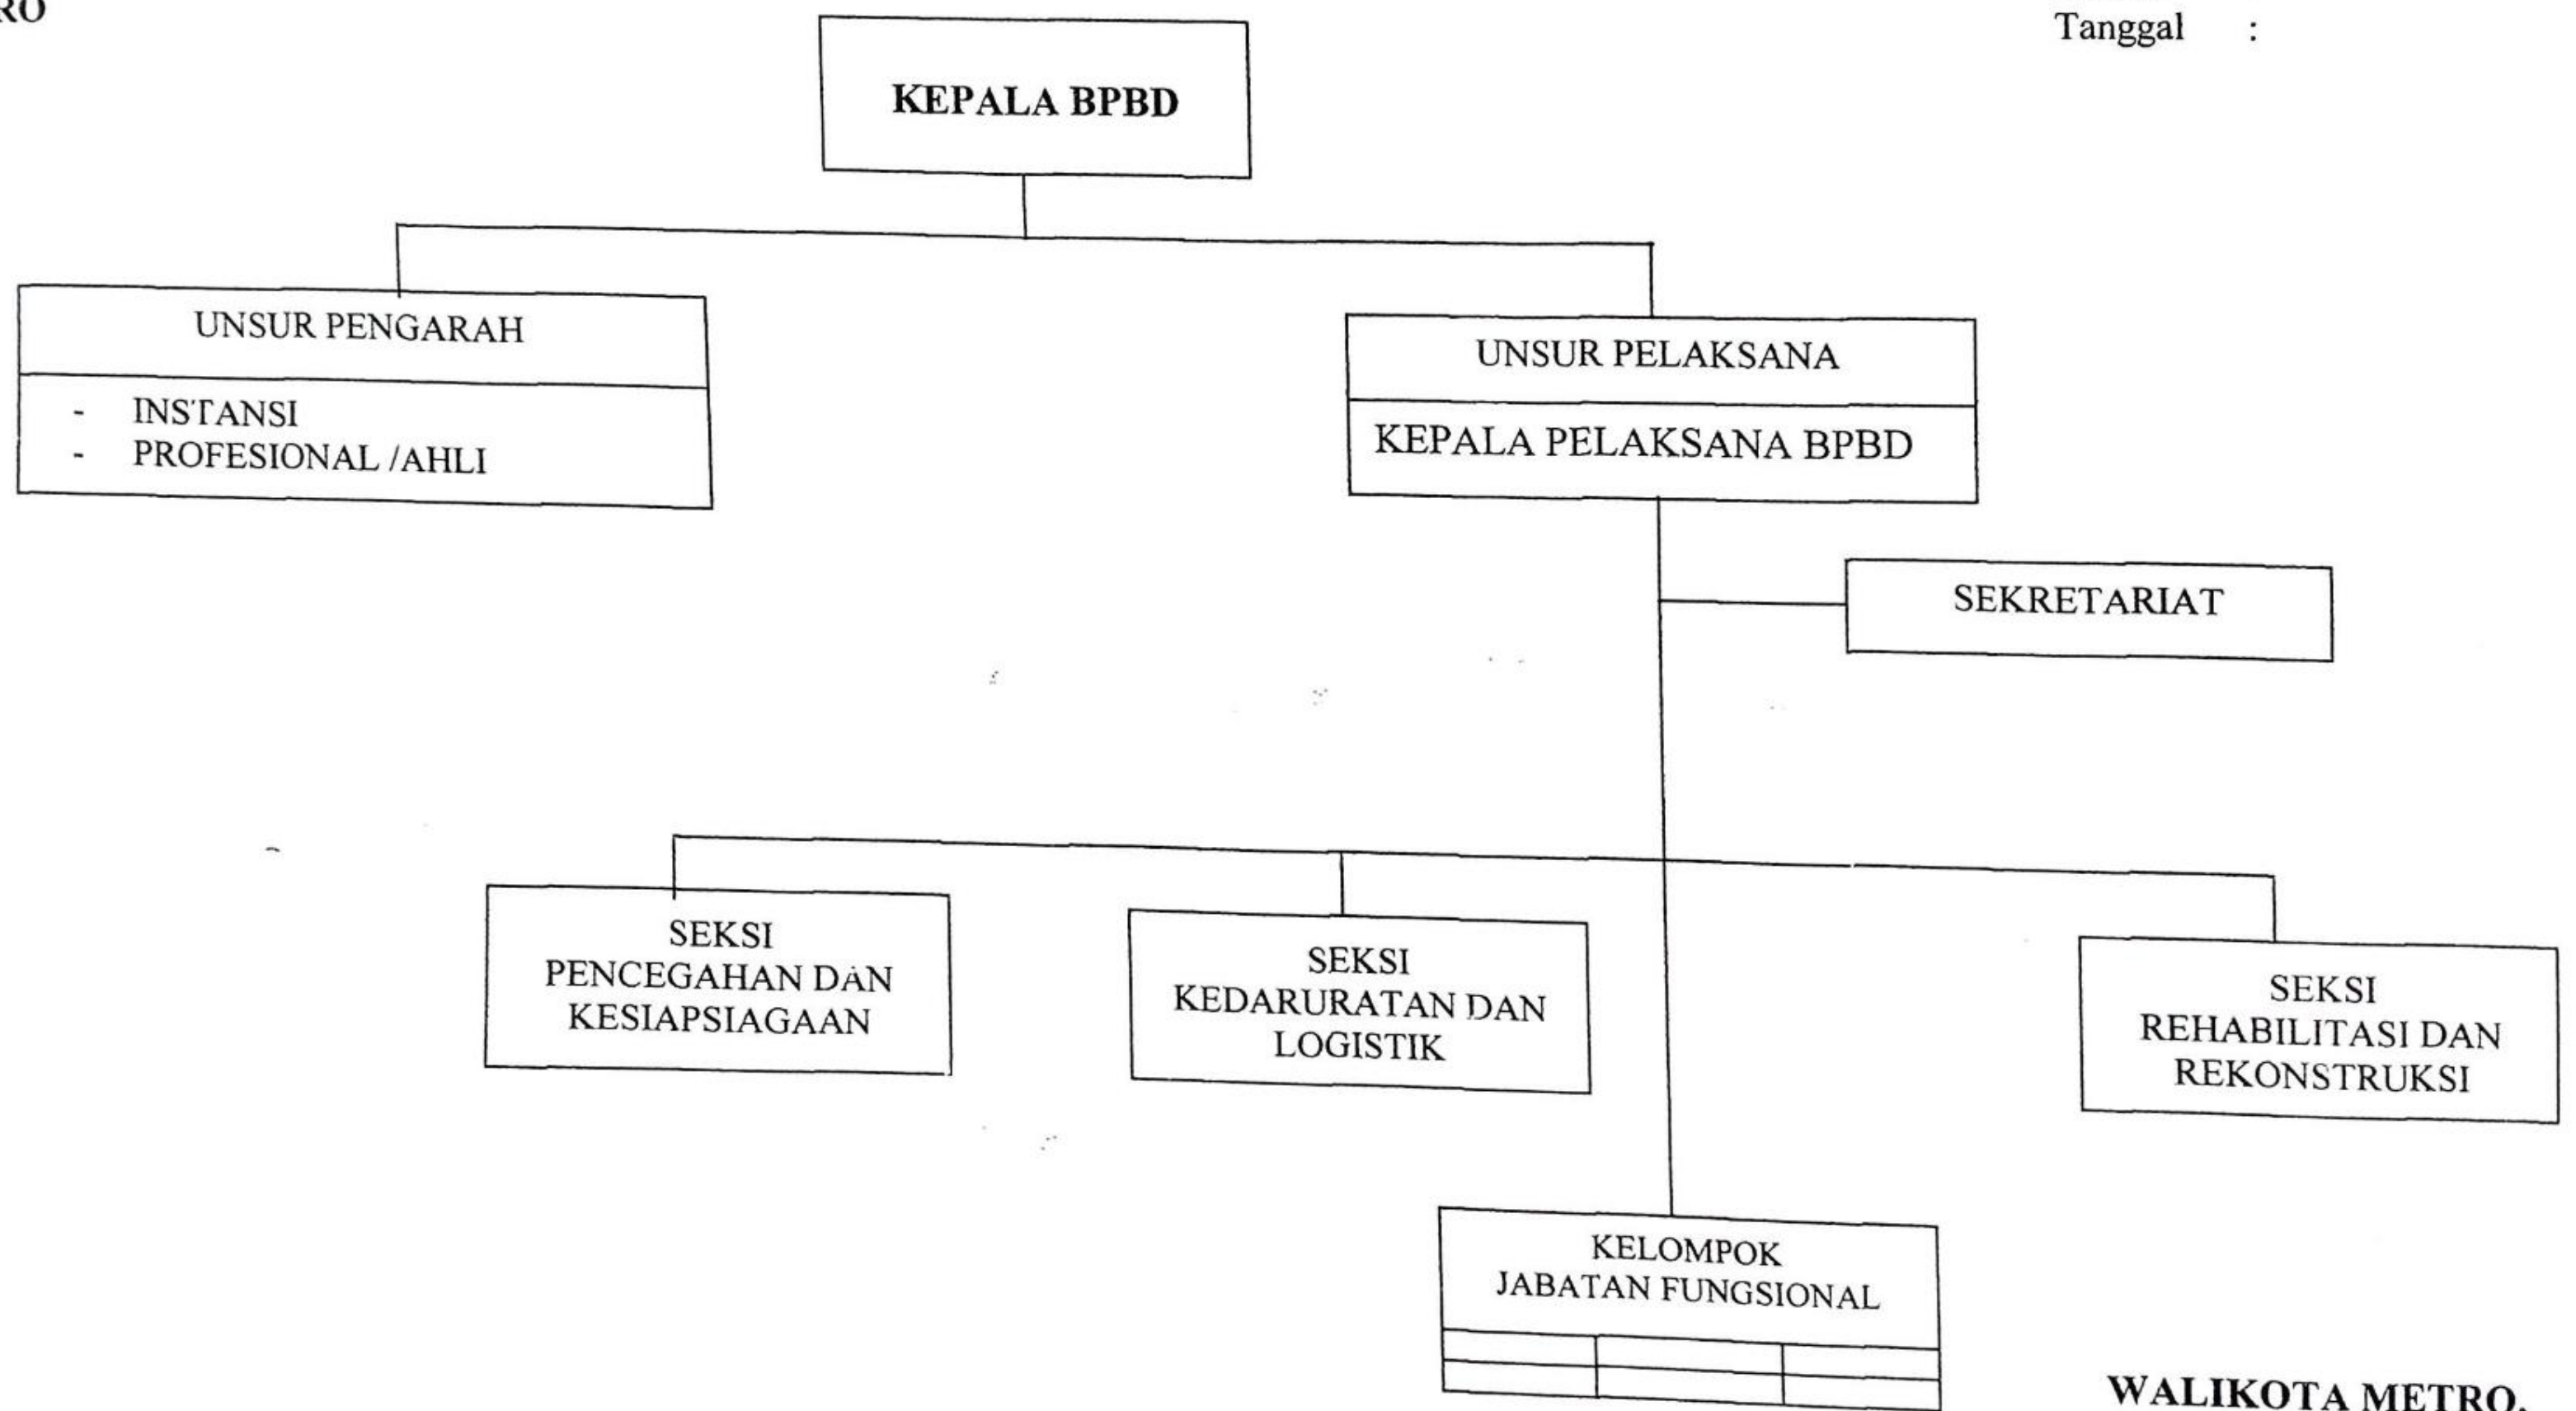 Tanggal :
KEPALA BPBD
UNSUR PENGARAH
- INSTANSI
- PROFESIONAL /AHLI
UNSUR PELAKSANA
KEPALA PELAKSANA BPBD
SEKRETARIAT
SEKSI
PENCEGAHAN DAN
KESIAPSIAGAAN
SEKSI
KEDARURATAN DAN
LOGISTIK
SEKSI
REHABILITASI DAN
REKONSTRUKSI
KELOMPOK
JABATAN FUNGSIONAL
WALIKOTA METRO,